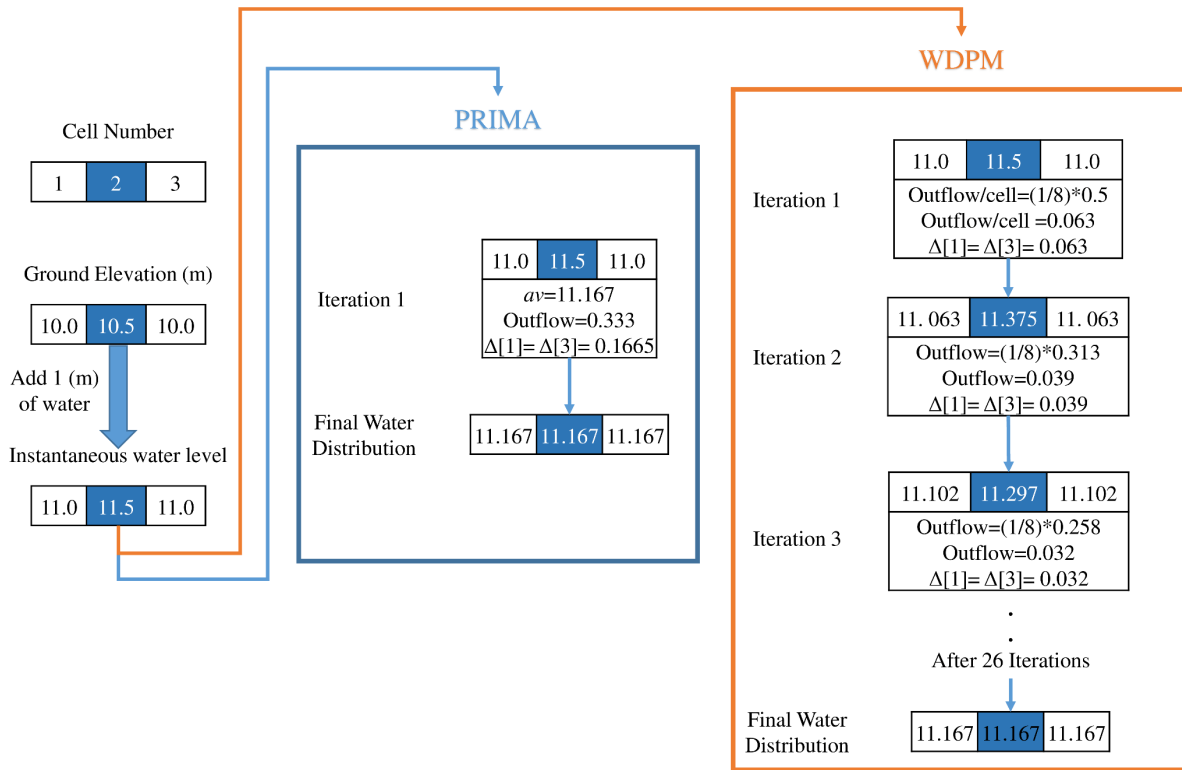 Cell Number
1 2 3
Ground Elevation (m)
10.0 10.5 10.0
Add 1 (m)
of water
Instantaneous water level
11.0 11.5 11.0
PRIMA
Iteration 1
11.0 11.5 11.0
av=11.167
Outflow=0.333
Δ[1]= Δ[3]= 0.1665
Final Water
Distribution
11.167 11.167 11.167
WDPM
Iteration 1
11.0 11.5 11.0
Outflow/cell=(1/8)*0.5
Outflow/cell =0.063
Δ[1]= Δ[3]= 0.063
Iteration 2
11. 063 11.375 11. 063
Outflow=(1/8)*0.313
Outflow=0.039
Δ[1]= Δ[3]= 0.039
Iteration 3
11.102 11.297 11.102
Outflow=(1/8)*0.258
Outflow=0.032
Δ[1]= Δ[3]= 0.032
.
.
After 26 Iterations
Final Water
Distribution
11.167 11.167 11.167